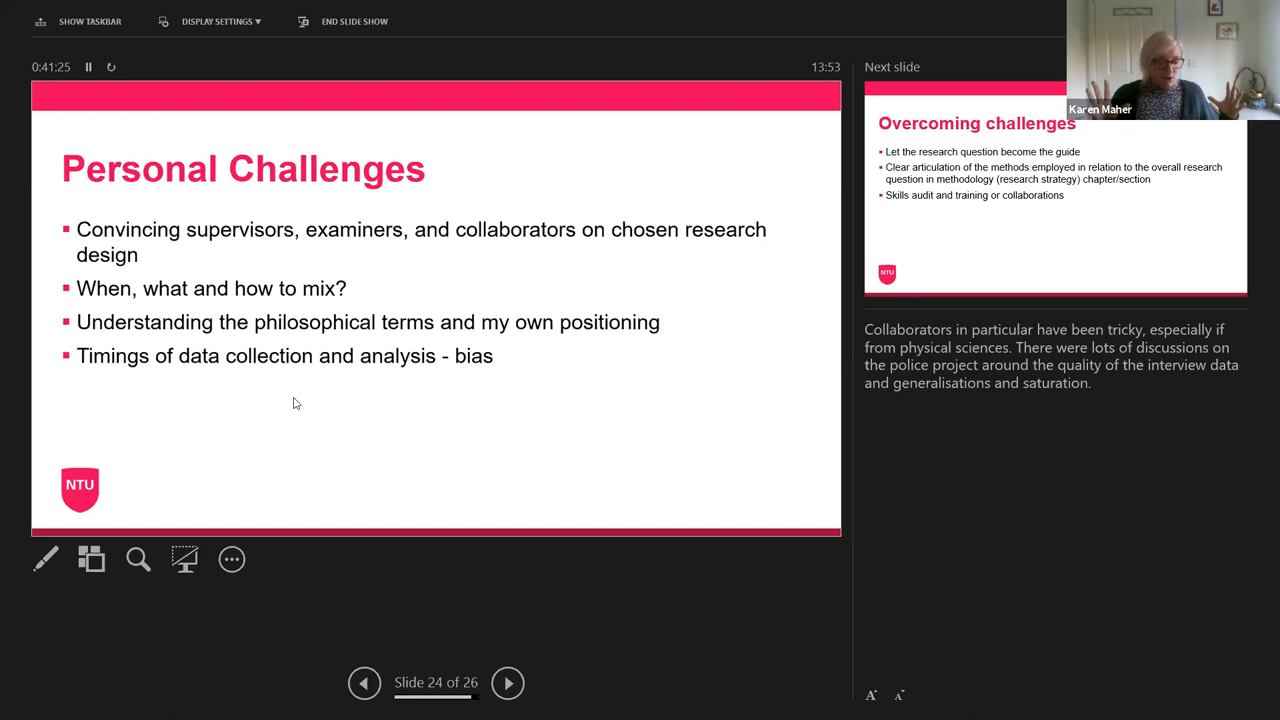 SHOW TASKBAR
DISPLAY SETTINGS ▼
END SLIDE SHOW
0:41:25
13:53
Personal Challenges
▪ Convincing supervisors, examiners, and collaborators on chosen research
design
▪ When, what and how to mix?
▪ Understanding the philosophical terms and my own positioning
▪ Timings of data collection and analysis - bias
NTU
Slide 24 of 26
Next slide
Karen Maher
Overcoming challenges
▪ Let the research question become the guide
▪ Clear articulation of the methods employed in relation to the overall research
question in methodology (research strategy) chapter/section
▪ Skills audit and training or collaborations
NTU
Collaborators in particular have been tricky, especially if
from physical sciences. There were lots of discussions on
the police project around the quality of the interview data
and generalisations and saturation.
A A